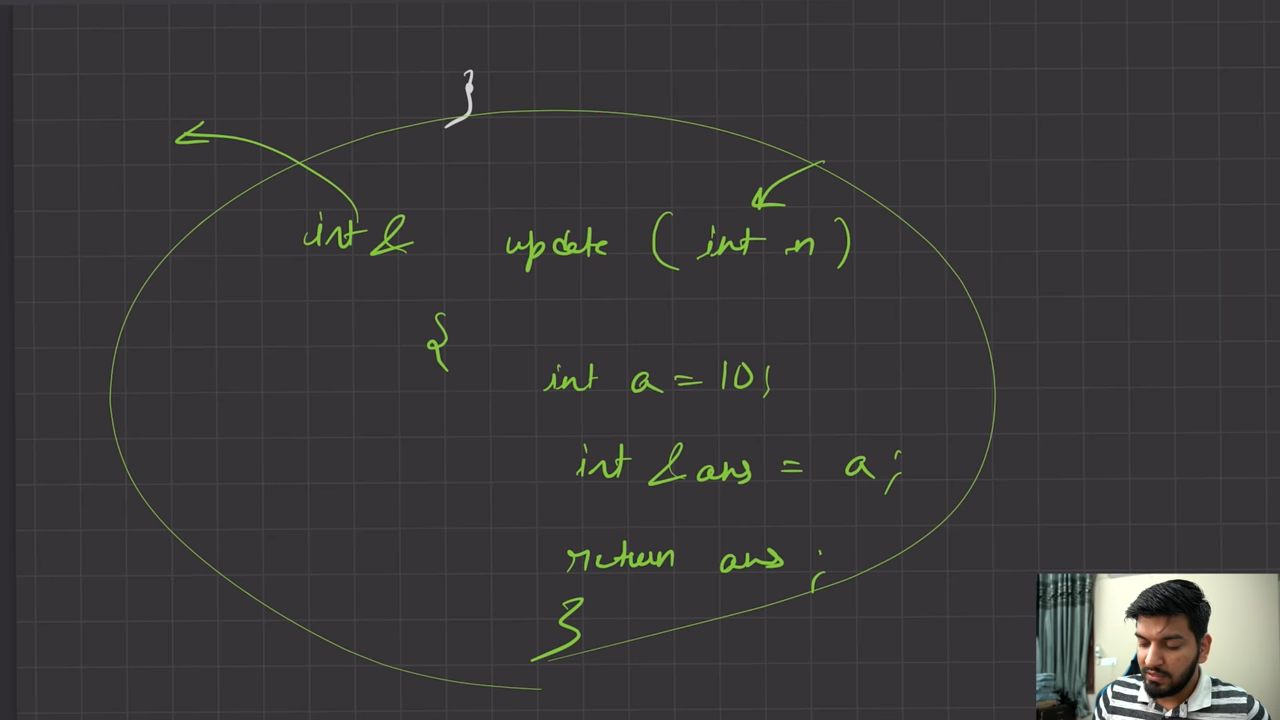 }
int & update ( int n )
{
int a = 10;
int & ans = a ;
return ans ;
}